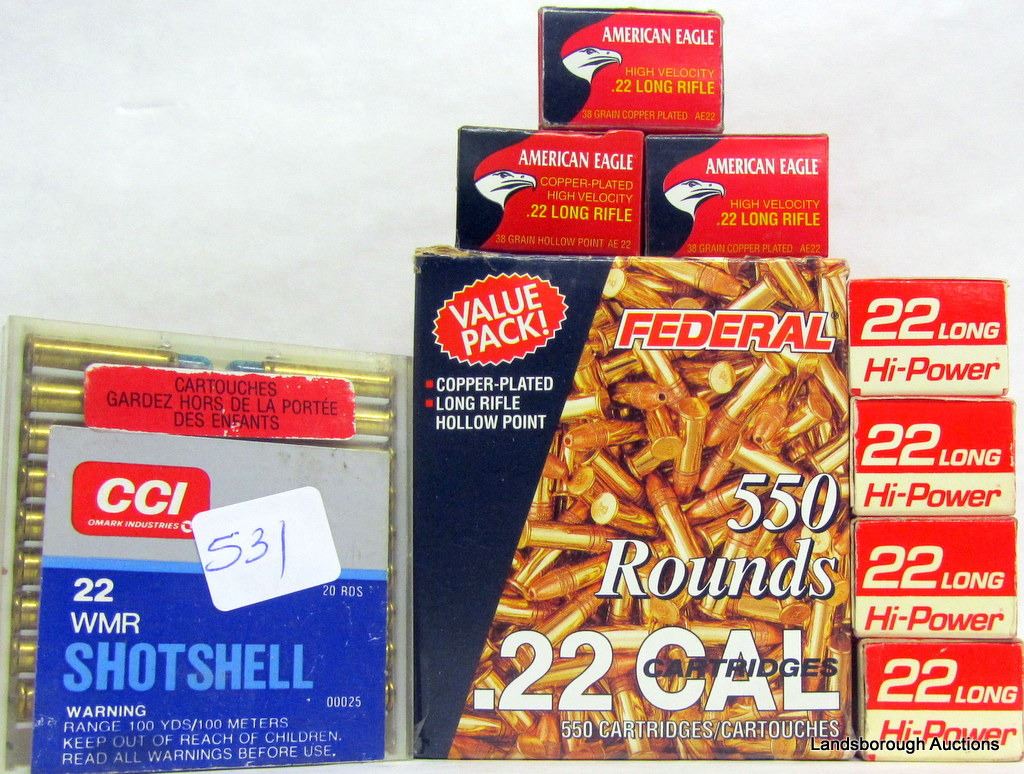 AMERICAN EAGLE
HIGH VELOCITY
.22 LONG RIFLE
38 GRAIN COPPER PLATED AE22
AMERICAN EAGLE
COPPER-PLATED
HIGH VELOCITY
.22 LONG RIFLE
38 GRAIN HOLLOW POINT AE 22
AMERICAN EAGLE
HIGH VELOCITY
.22 LONG RIFLE
38 GRAIN COPPER PLATED AE22
CARTOUCHES
GARDEZ HORS DE LA PORTÉE
DES ENFANTS
CCI
OMARK INDUSTRIES
531
22
20 RDS
WMR
SHOTSHELL
00025
WARNING
RANGE 100 YDS/100 METERS
KEEP OUT OF REACH OF CHILDREN.
READ ALL WARNINGS BEFORE USE.
VALUE
PACK!
FEDERAL®
COPPER-PLATED
LONG RIFLE
HOLLOW POINT
550
Rounds
.22 CAL
CARTRIDGES
550 CARTRIDGES/CARTOUCHES
22 LONG
Hi-Power
22 LONG
Hi-Power
22 LONG
Hi-Power
22 LONG
Hi-Power
Landsborough Auctions